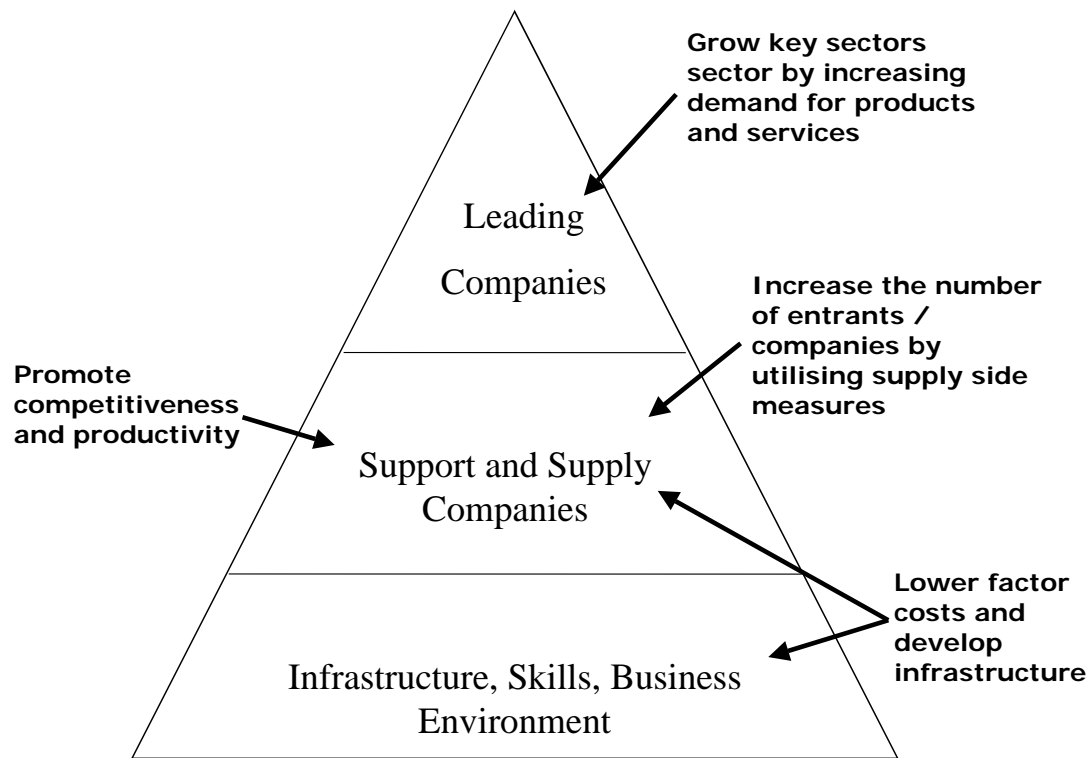 Grow key sectors
sector by increasing
demand for products
and services
Leading
Companies
Increase the number
of entrants /
companies by
utilising supply side
measures
Promote
competitiveness
and productivity
Support and Supply
Companies
Lower factor
costs and
develop
infrastructure
Infrastructure, Skills, Business
Environment